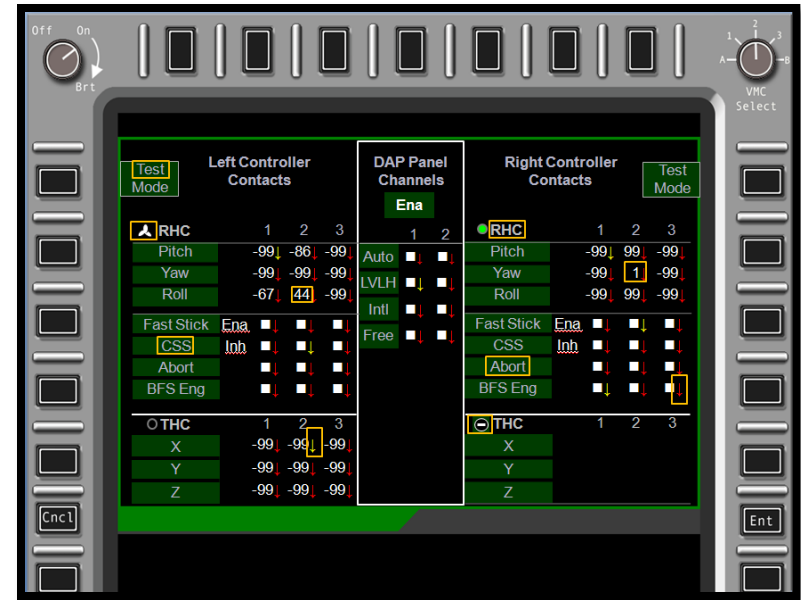 Off On
Brt
1 2 3
A B
VMC
Select
Test
Mode
Left Controller
Contacts
DAP Panel
Channels
Ena
Right Controller
Contacts
Test
Mode
RHC 1 2 3
Pitch -99↓ -86↓ -99↓
Yaw -99↓ -99↓ -99↓
Roll -67↓ 44↓ -99↓
Fast Stick Ena ■↓ ■↓ ■↓
CSS Inh ■↓ ■↓ ■↓
Abort ■↓ ■↓ ■↓
BFS Eng ■↓ ■↓ ■↓
THC 1 2 3
X -99↓ -99↓ -99↓
Y -99↓ -99↓ -99↓
Z -99↓ -99↓ -99↓
1 2
Auto ■↓ ■↓
LVLH ■↓ ■↓
Intl ■↓ ■↓
Free ■↓ ■↓
RHC 1 2 3
Pitch -99↓ 99↓ -99↓
Yaw -99↓ 1↓ -99↓
Roll -99↓ 99↓ -99↓
Fast Stick Ena ■↓ ■↓ ■↓
CSS Inh ■↓ ■↓ ■↓
Abort ■↓ ■↓ ■↓
BFS Eng ■↓ ■↓ ■↓
THC 1 2 3
X
Y
Z
Cncl
Ent